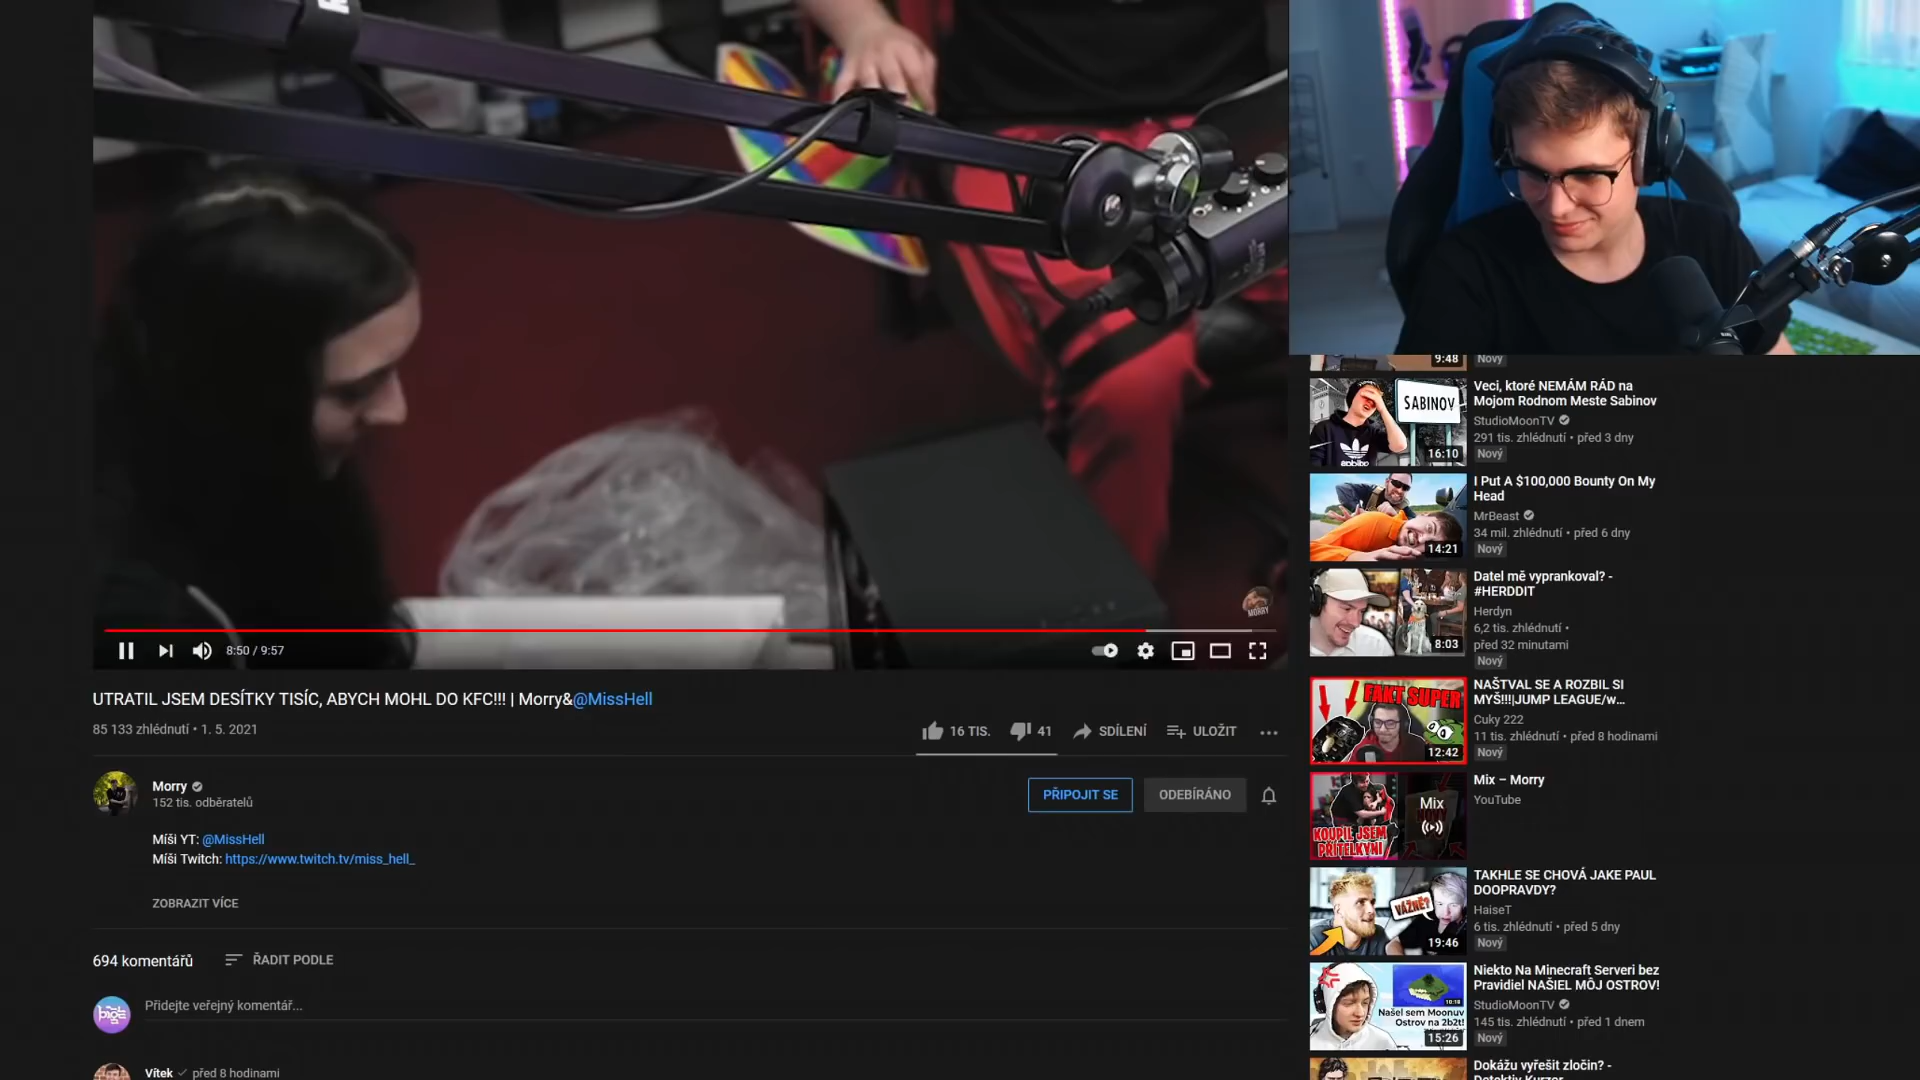 MORRY
8:50 / 9:57
UTRATIL JSEM DESÍTKY TISÍC, ABYCH MOHL DO KFC!!! | Morry&@MissHell
85 133 zhlédnutí • 1. 5. 2021
16 TIS.
41
SDÍLENÍ
ULOŽIT
Morry
152 tis. odběratelů
PŘIPOJIT SE
ODEBÍRÁNO
Míši YT: @MissHell
Míši Twitch: https://www.twitch.tv/miss_hell_
ZOBRAZIT VÍCE
694 komentářů
ŘADIT PODLE
Přidejte veřejný komentář...
Vítek
před 8 hodinami
9:48
Nový
SABINOV
16:10
Veci, ktoré NEMÁM RÁD na
Mojom Rodnom Meste Sabinov
StudioMoonTV
291 tis. zhlédnutí • před 3 dny
Nový
14:21
I Put A $100,000 Bounty On My
Head
MrBeast
34 mil. zhlédnutí • před 6 dny
Nový
8:03
Datel mě vyprankoval? -
#HERDDIT
Herdyn
6,2 tis. zhlédnutí •
před 32 minutami
Nový
FAKT SUPER
12:42
NAŠTVAL SE A ROZBIL SI
MYŠ!!!|JUMP LEAGUE/w...
Cuky 222
11 tis. zhlédnutí • před 8 hodinami
Nový
KOUPIL JSEM
PŘÍTELKYNI
Mix
Mix – Morry
YouTube
VÁŽNĚ?
19:46
TAKHLE SE CHOVÁ JAKE PAUL
DOOPRAVDY?
HaiseT
6 tis. zhlédnutí • před 5 dny
Nový
10:18
Našel sem Moonuv
Ostrov na 2b2t!
15:26
Niekto Na Minecraft Serveri bez
Pravidiel NAŠIEL MÔJ OSTROV!
StudioMoonTV
145 tis. zhlédnutí • před 1 dnem
Nový
Dokážu vyřešit zločin? -